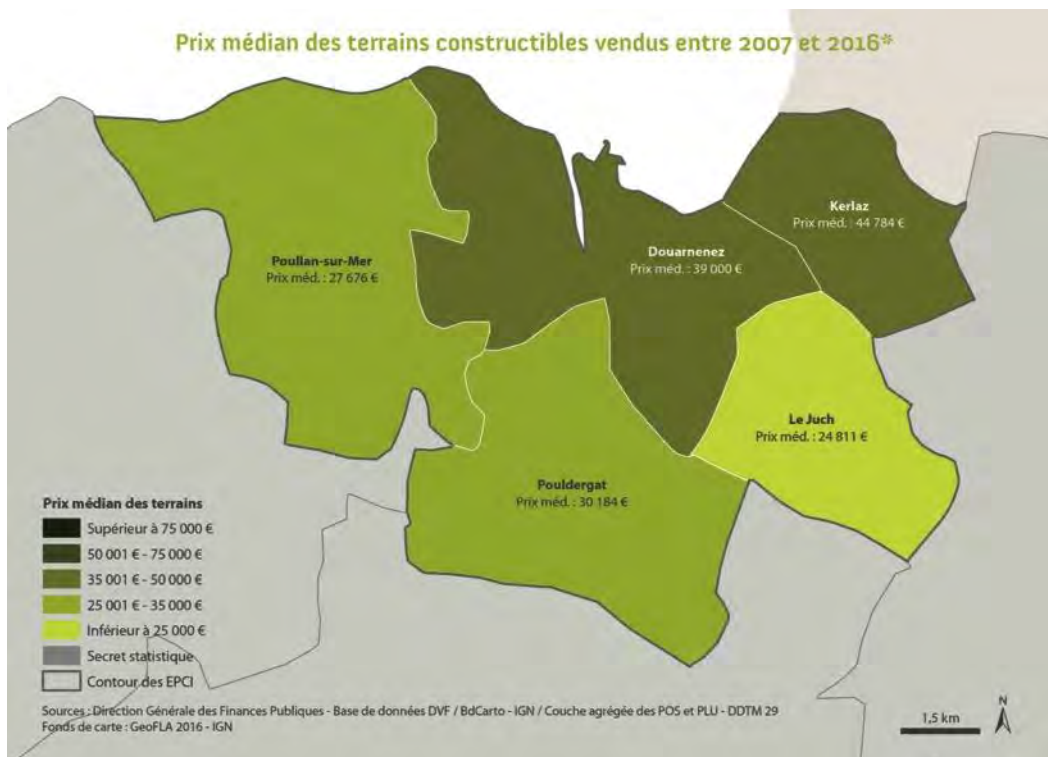 Prix médian des terrains constructibles vendus entre 2007 et 2016*
Kerlaz
Prix méd. : 44 784 €
Douarnenez
Prix méd. : 39 000 €
Poullan-sur-Mer
Prix méd. : 27 676 €
Le Juch
Prix méd. : 24 811 €
Pouldergat
Prix méd. : 30 184 €
Prix médian des terrains
Supérieur à 75 000 €
50 001 € - 75 000 €
35 001 € - 50 000 €
25 001 € - 35 000 €
Inférieur à 25 000 €
Secret statistique
Contour des EPCI
Sources : Direction Générale des Finances Publiques - Base de données DVF / BdCarto - IGN / Couche agrégée des POS et PLU - DDTM 29
Fonds de carte : GeoFLA 2016 - IGN
1,5 km
N